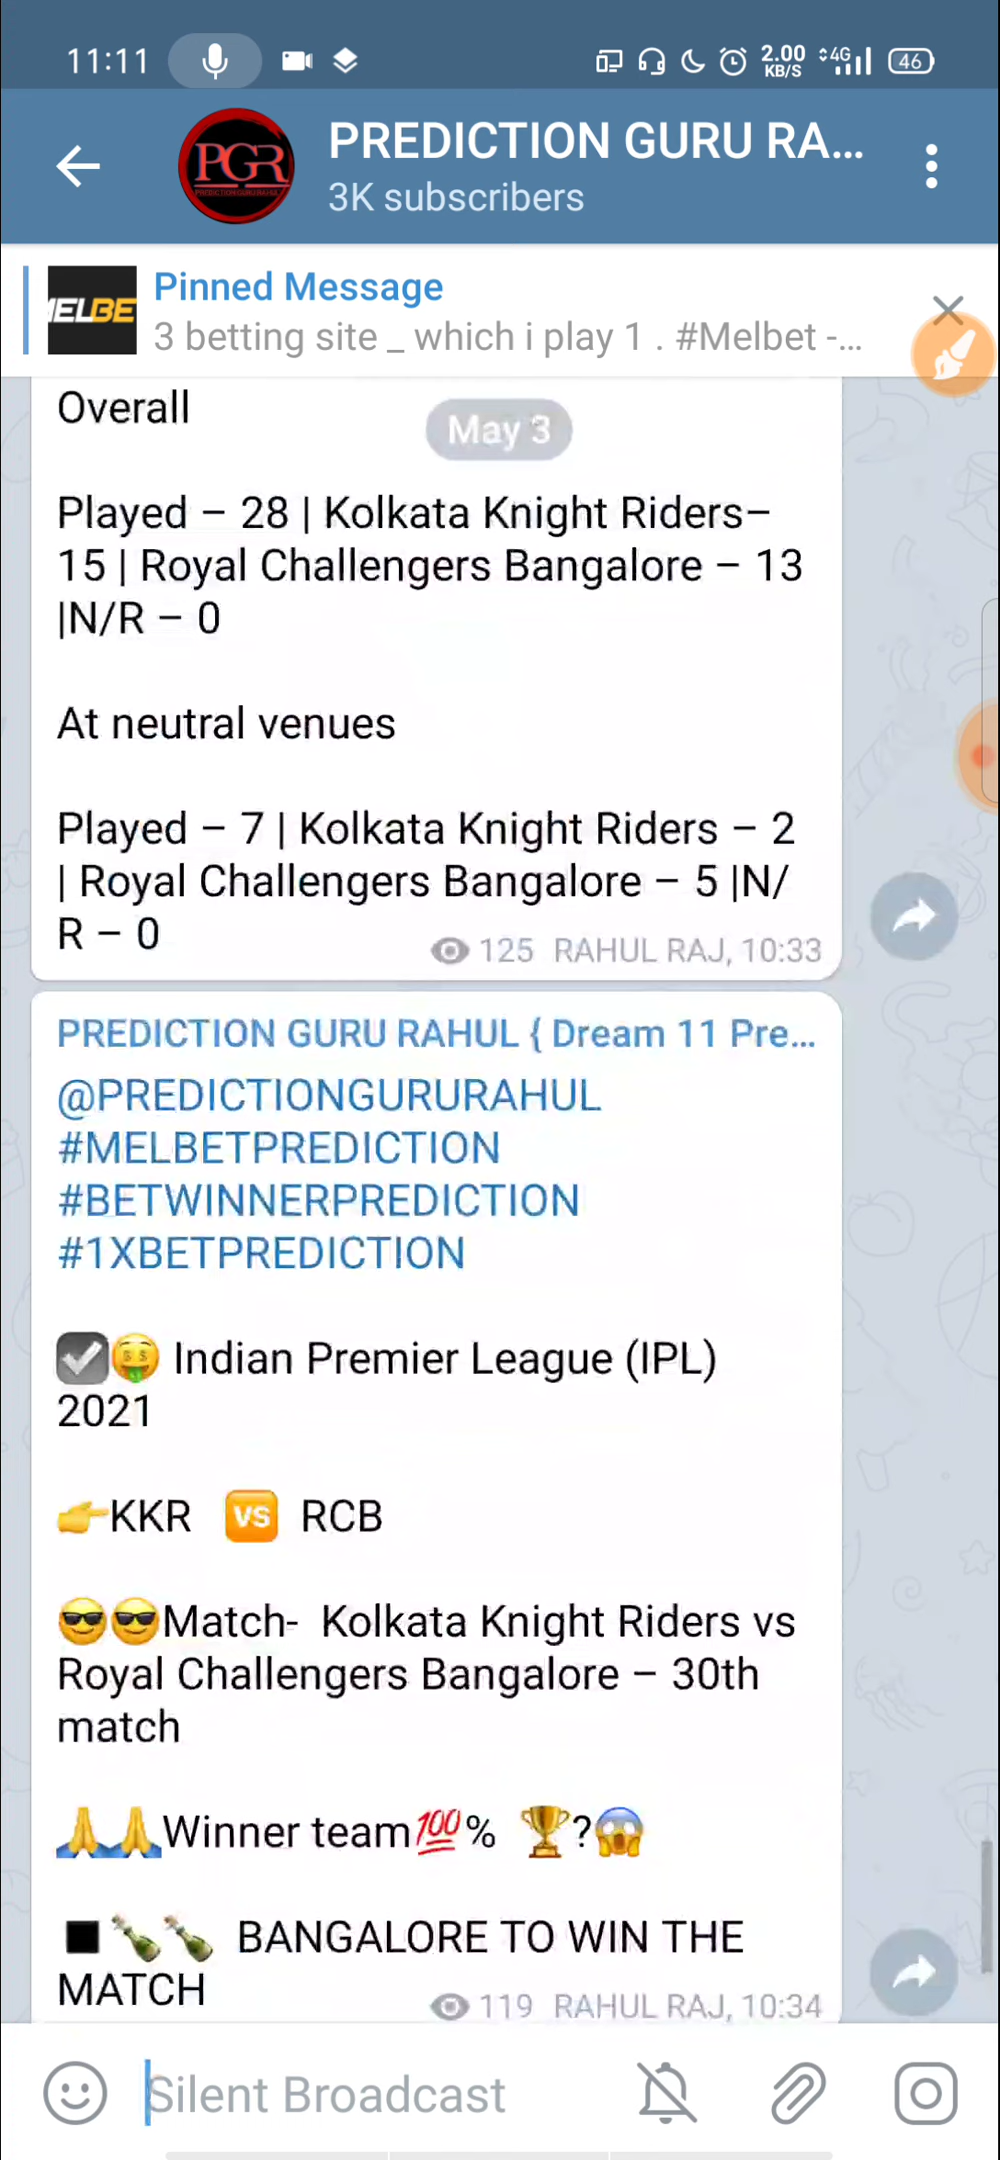 11:11
2.00
KB/S
4G
46
PGR
PREDICTION GURU RA...
3K subscribers
Pinned Message
3 betting site _ which i play 1 . #Melbet -...
ELBE
Overall
May 3
Played – 28 | Kolkata Knight Riders–
15 | Royal Challengers Bangalore – 13
|N/R – 0
At neutral venues
Played – 7 | Kolkata Knight Riders – 2
| Royal Challengers Bangalore – 5 |N/
R – 0
125 RAHUL RAJ, 10:33
PREDICTION GURU RAHUL { Dream 11 Pre...
@PREDICTIONGURURAHUL
#MELBETPREDICTION
#BETWINNERPREDICTION
#1XBETPREDICTION
☑🤑 Indian Premier League (IPL)
2021
👉KKR 🆚 RCB
😎😎Match- Kolkata Knight Riders vs
Royal Challengers Bangalore – 30th
match
🙏🙏Winner team💯% 🏆?😱
◼🍾🍾 BANGALORE TO WIN THE
MATCH
119 RAHUL RAJ, 10:34
Silent Broadcast